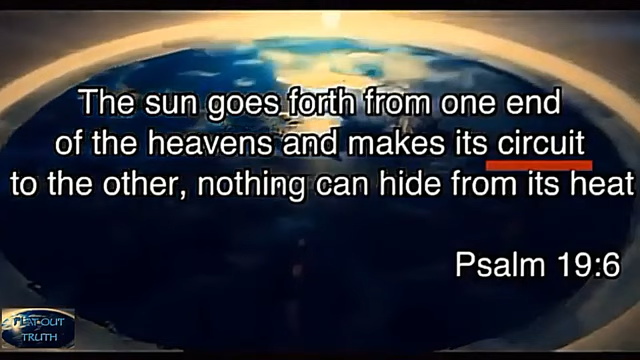 The sun goes forth from one end
of the heavens and makes its circuit
to the other, nothing can hide from its heat
Psalm 19:6
FLAT OUT
TRUTH